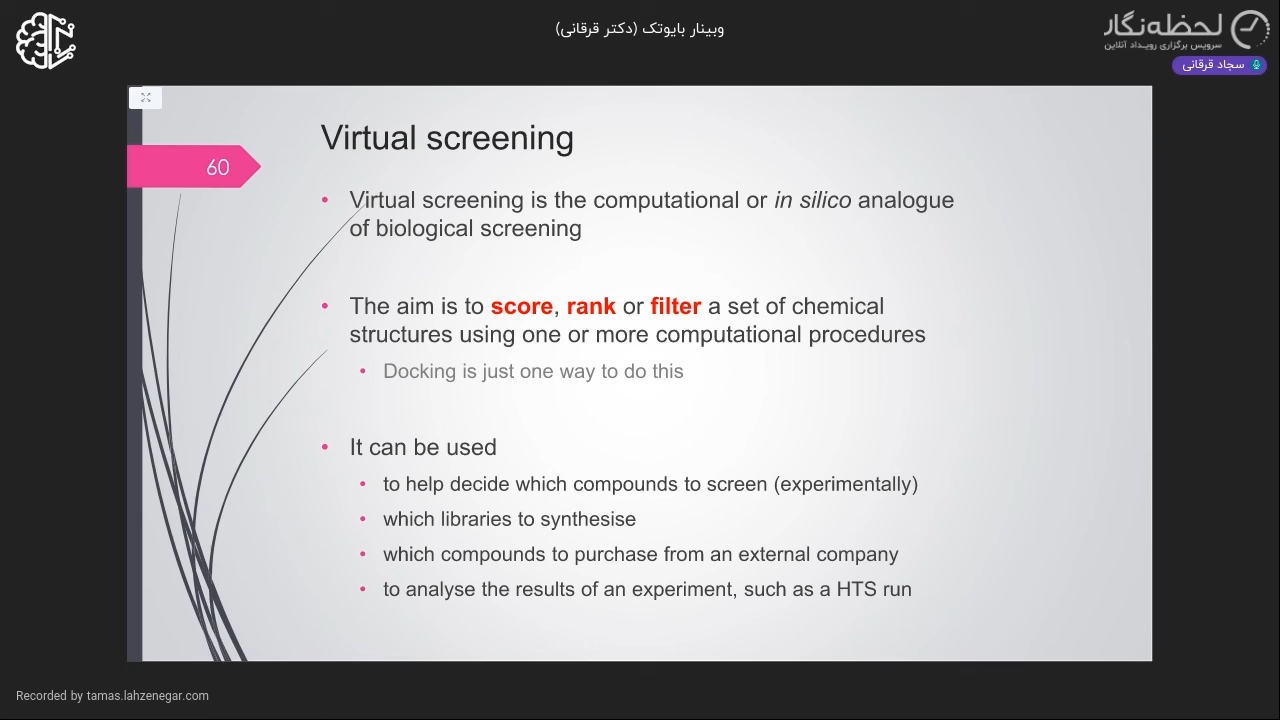 وبینار بایوتک (دکتر قرقانی)
لحظه‌نگار
سرویس برگزاری رویداد آنلاین
سجاد قرقانی
60
Virtual screening
• Virtual screening is the computational or in silico analogue
of biological screening
• The aim is to score, rank or filter a set of chemical
structures using one or more computational procedures
• Docking is just one way to do this
• It can be used
• to help decide which compounds to screen (experimentally)
• which libraries to synthesise
• which compounds to purchase from an external company
• to analyse the results of an experiment, such as a HTS run
Recorded by tamas.lahzenegar.com